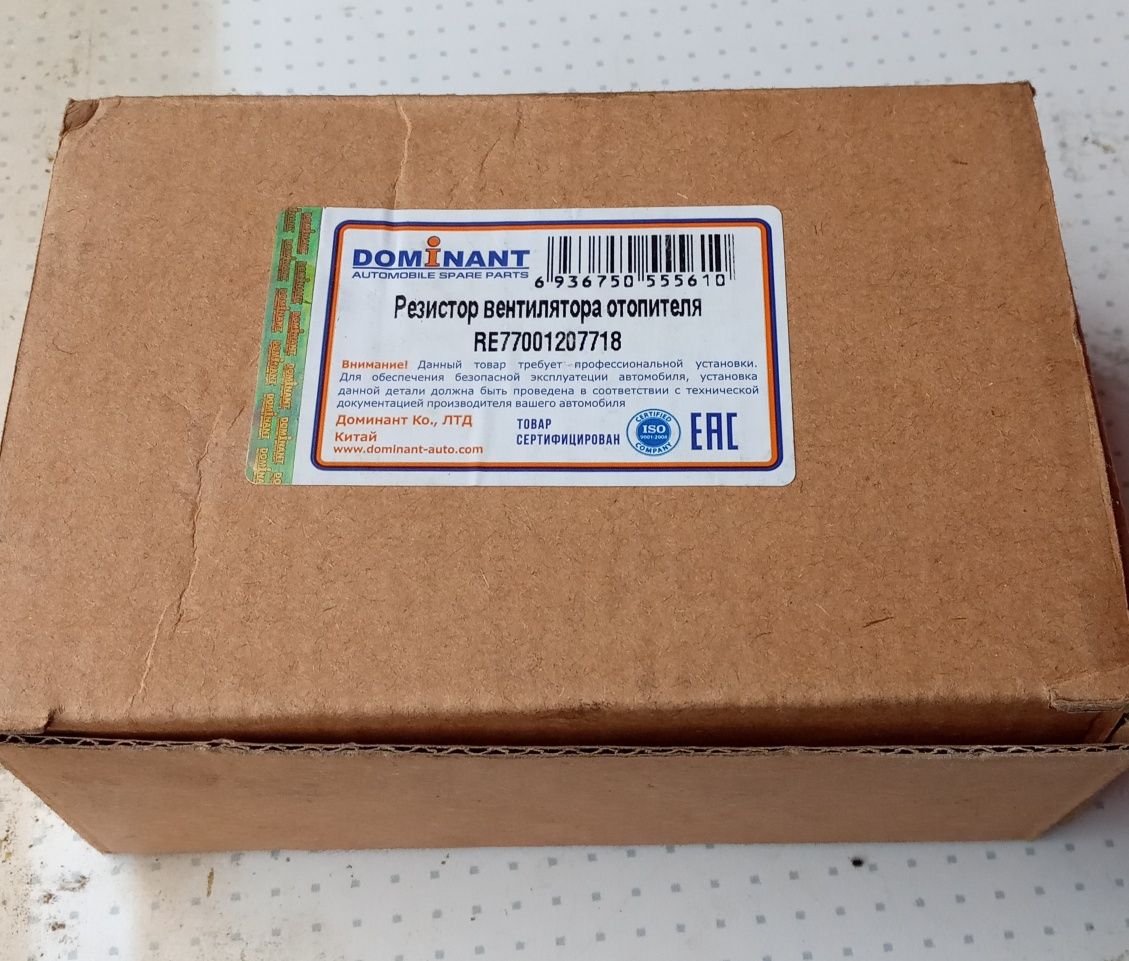 DOMiNANT
AUTOMOBILE SPARE PARTS
6 936750 555610
Резистор вентилятора отопителя
RE77001207718
Внимание! Данный товар требует профессиональной установки.
Для обеспечения безопасной эксплуатеции автомобиля, установка
данной детали должна быть проведена в соответствии с технической
документацией производителя вашего автомобиля
Доминант Ко., ЛТД
Китай
www.dominant-auto.com
ТОВАР
СЕРТИФИЦИРОВАН
CERTIFIED
ISO
9001:2008
COMPANY
EAC